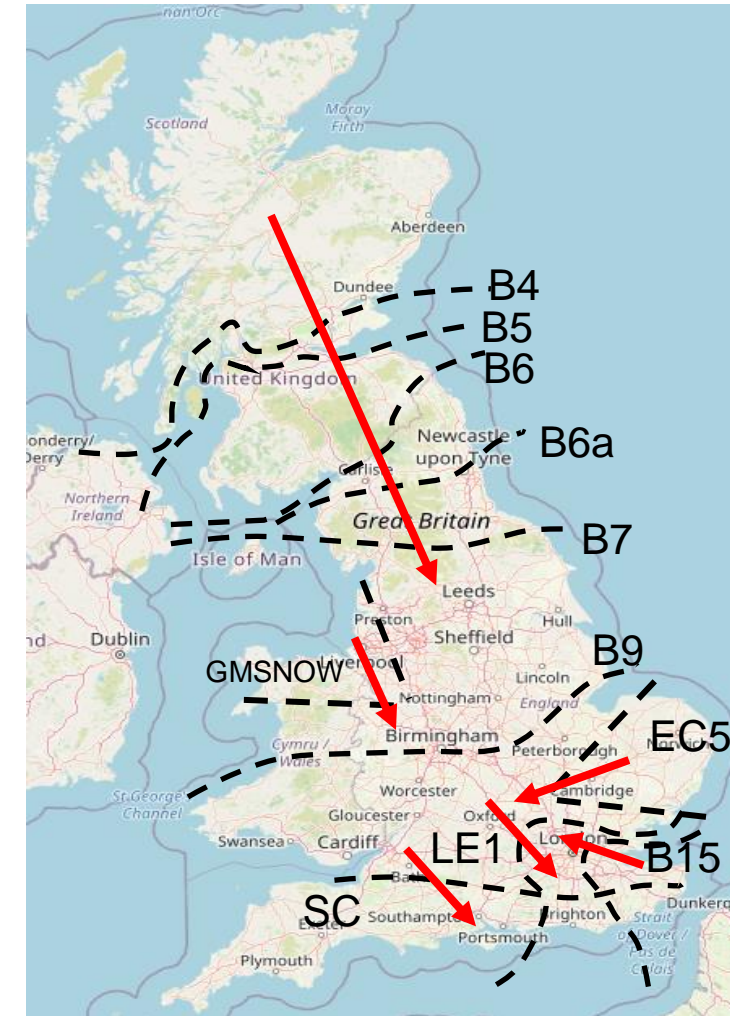 nan Orc
Moray
Firth
Scotland
Aberdeen
Dundee
B4
B5
United Kingdom
B6
onderry/
Derry
Newcastle
upon Tyne
B6a
Carlisle
Northern
Ireland
Great Britain
B7
Isle of Man
Leeds
Preston
Hull
nd
Dublin
Sheffield
Liverpool
B9
GMSNOW
Lincoln
Nottingham
England
EC5
Birmingham
Norwich
Cymru /
Wales
Peterborough
St George's
Channel
Worcester
Cambridge
Gloucester
Oxford
Swansea
Cardiff
LE1
London
B15
Bath
Dunkerq
SC
Southampt
Exeter
Brighton
Strait
of Dover /
Pas de
Calais
Portsmouth
Plymouth